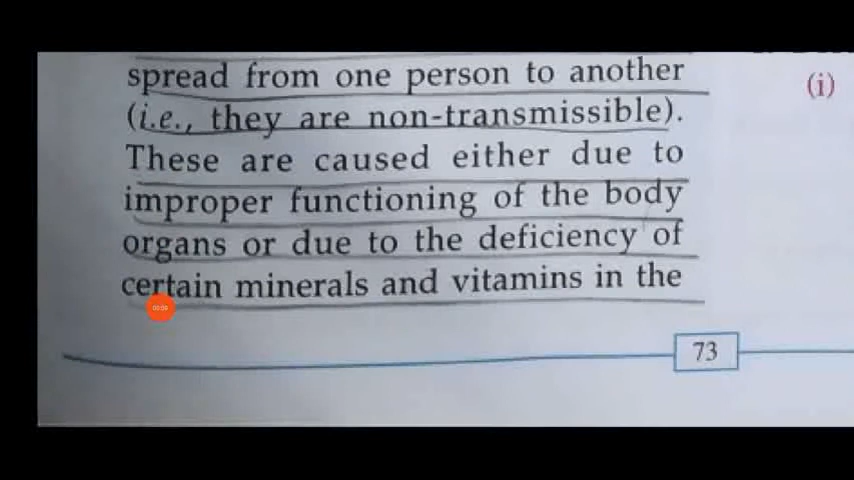 spread from one person to another
(i.e., they are non-transmissible).
These are caused either due to
improper functioning of the body
organs or due to the deficiency of
certain minerals and vitamins in the
73
(i)